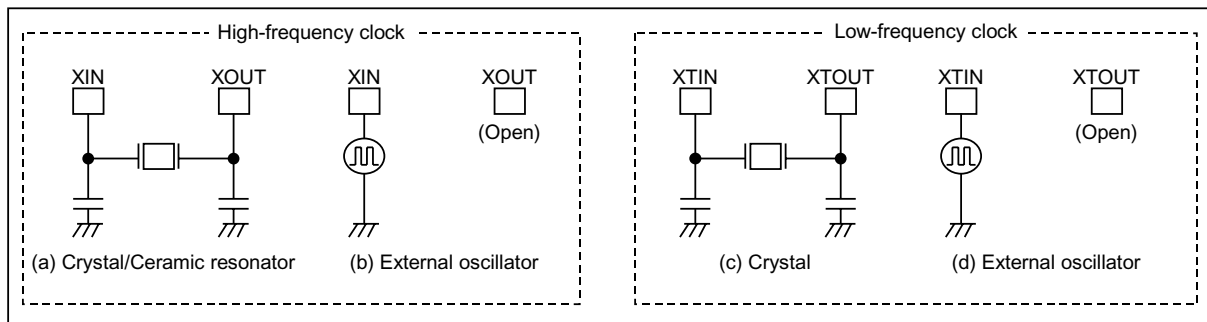 High-frequency clock
Low-frequency clock
XIN XOUT XIN XOUT
XTIN XTOUT XTIN XTOUT
(Open)
(Open)
(a) Crystal/Ceramic resonator (b) External oscillator
(c) Crystal (d) External oscillator